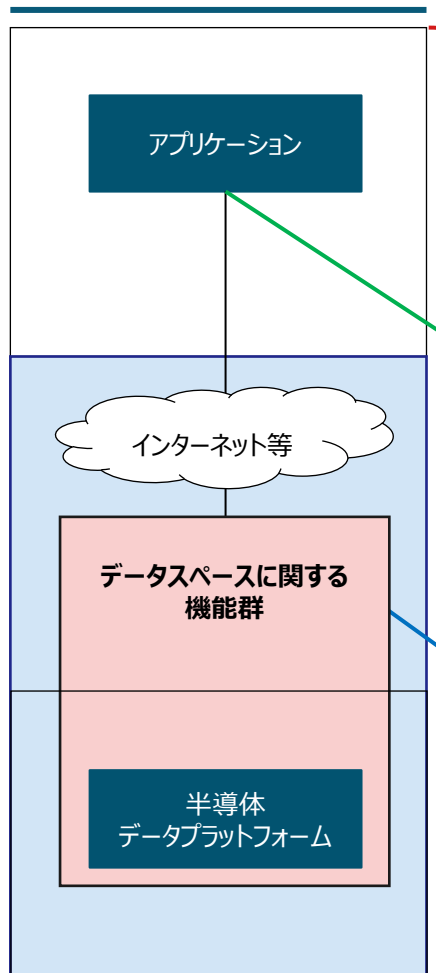 アプリケーション
インターネット等
データスペースに関する
機能群
半導体
データプラットフォーム